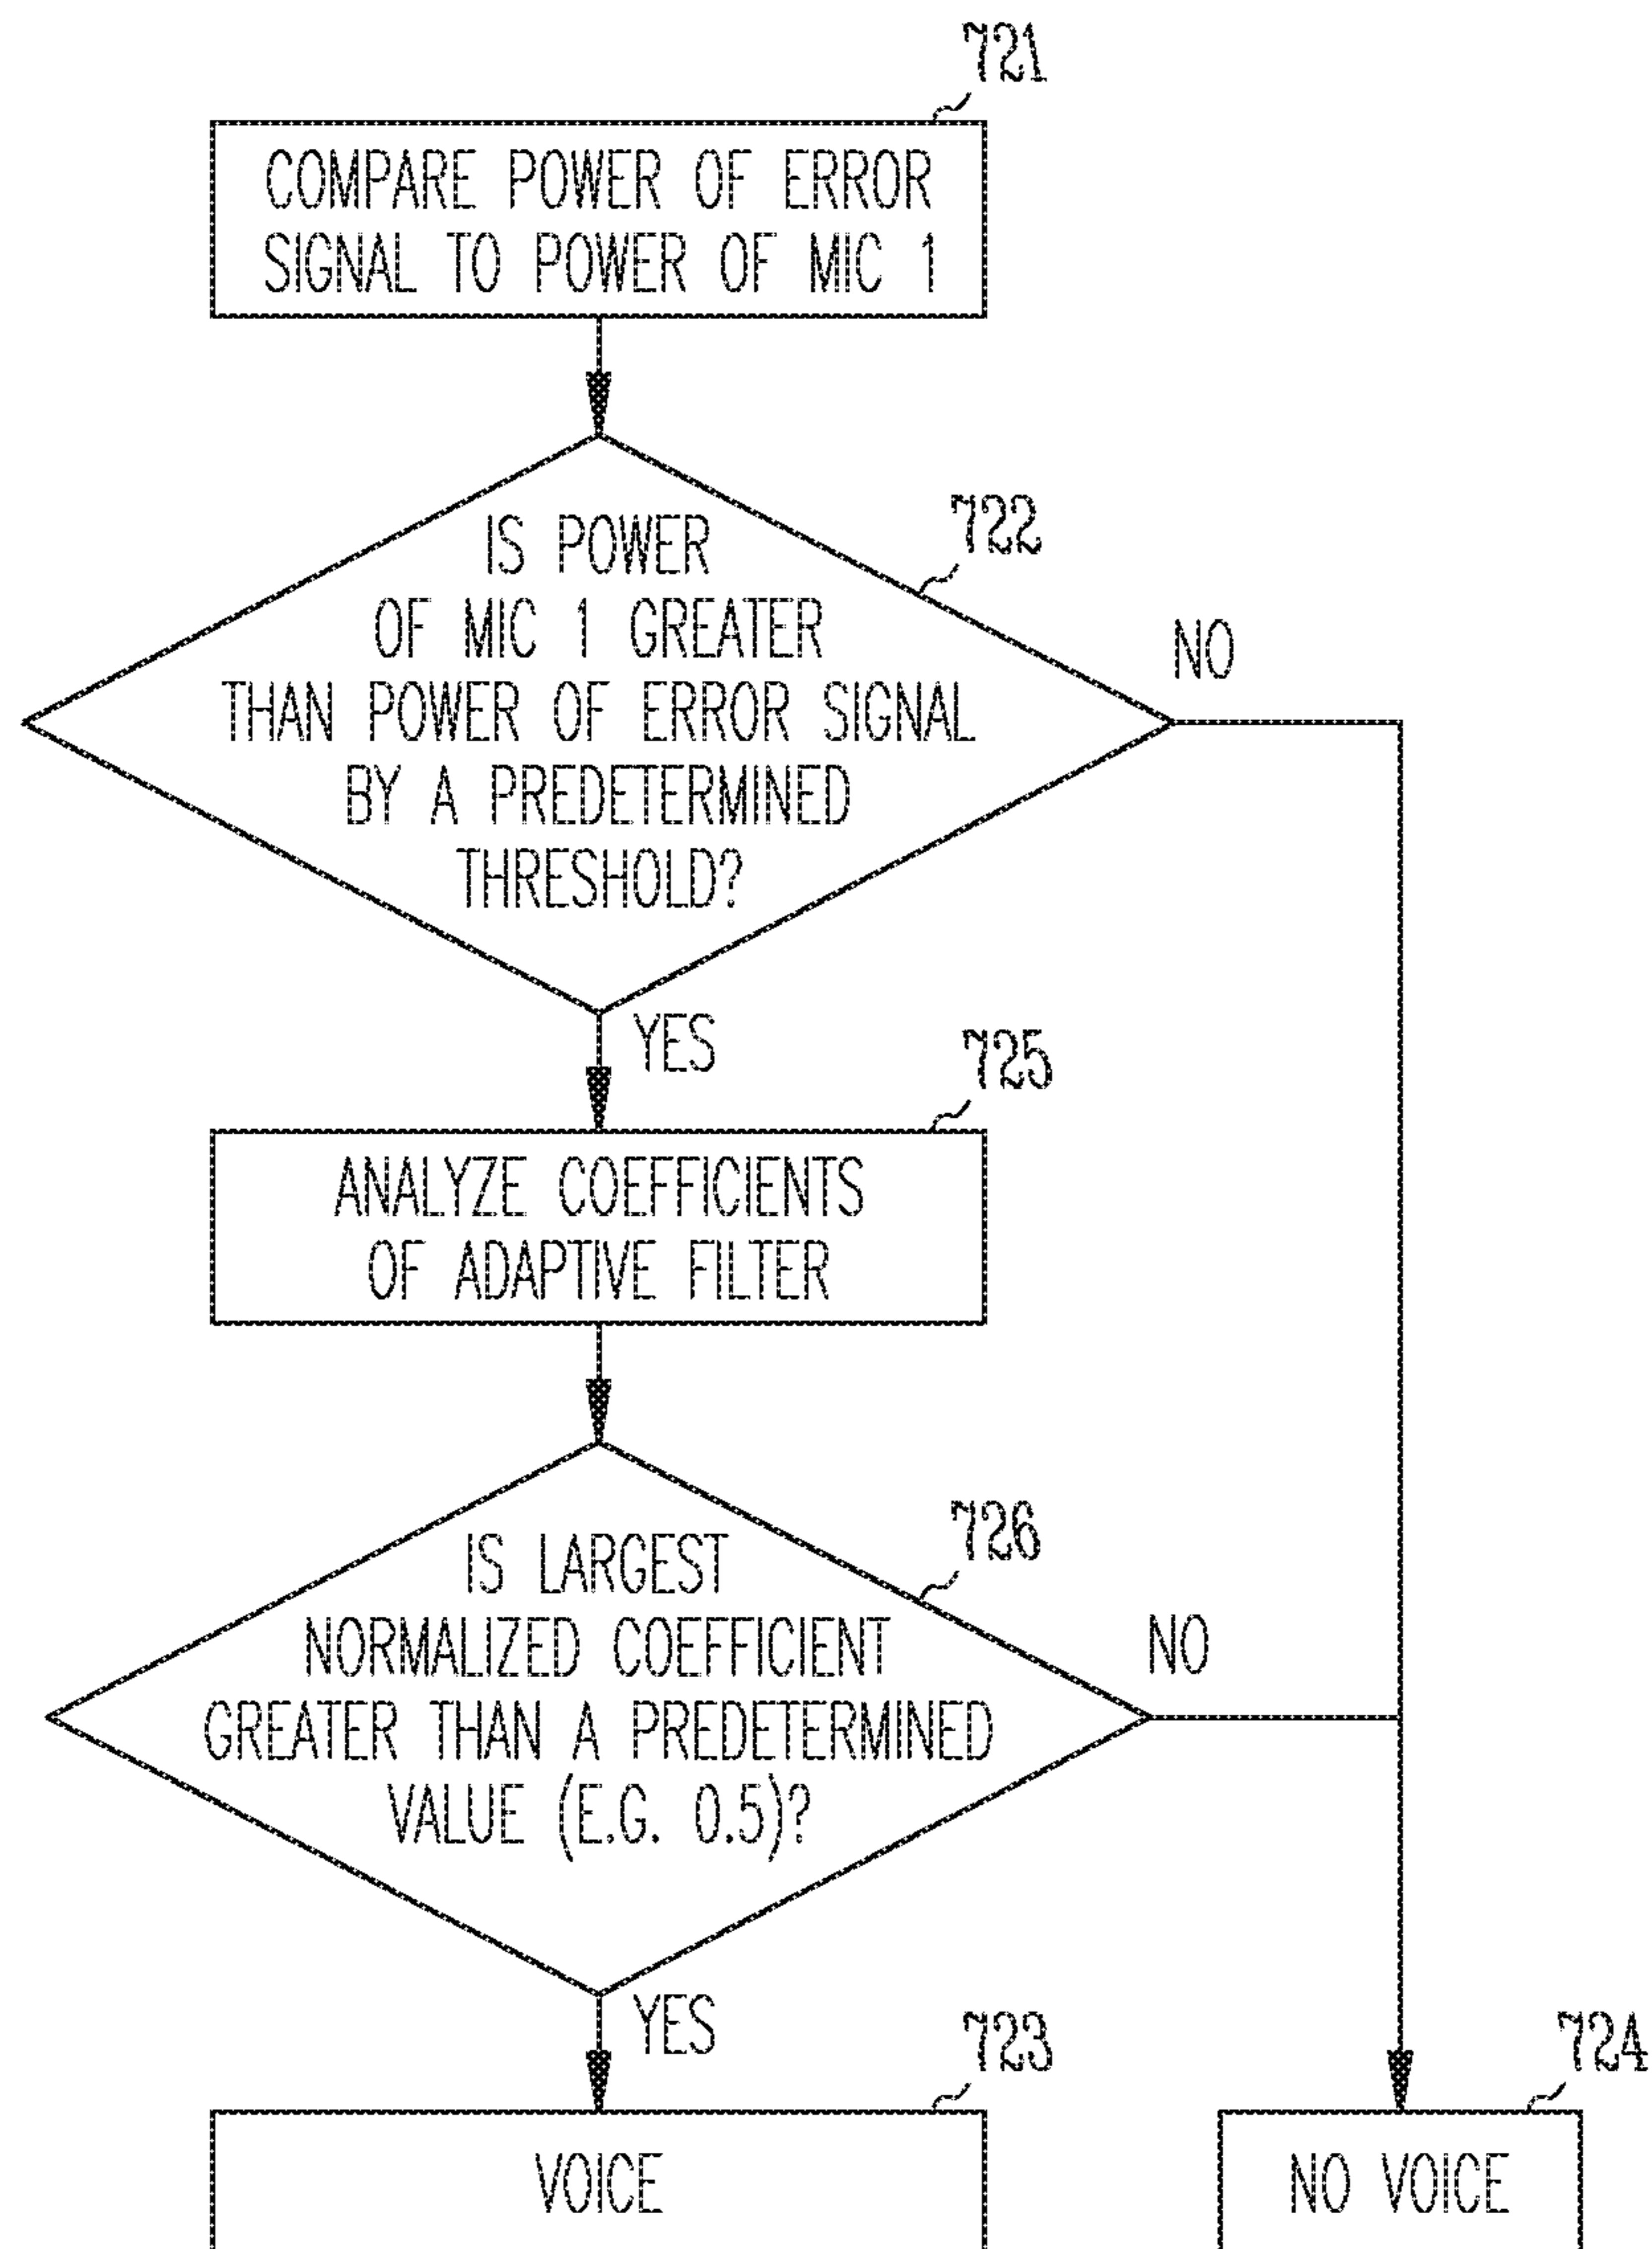 721
COMPARE POWER OF ERROR
SIGNAL TO POWER OF MIC 1
722
IS POWER
OF MIC 1 GREATER
THAN POWER OF ERROR SIGNAL
BY A PREDETERMINED
THRESHOLD?
NO
YES
725
ANALYZE COEFFICIENTS
OF ADAPTIVE FILTER
726
IS LARGEST
NORMALIZED COEFFICIENT
GREATER THAN A PREDETERMINED
VALUE (E.G. 0.5)?
NO
YES
723
VOICE
724
NO VOICE